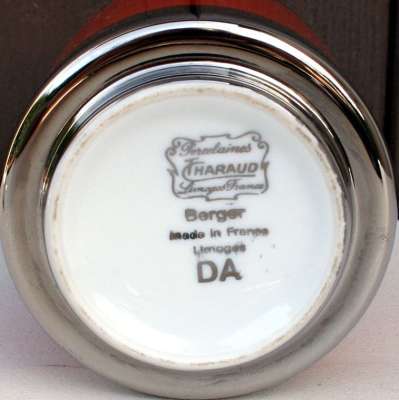 Porcelaines
THARAUD
Limoges France
Berger
made in France
Limoges
DA